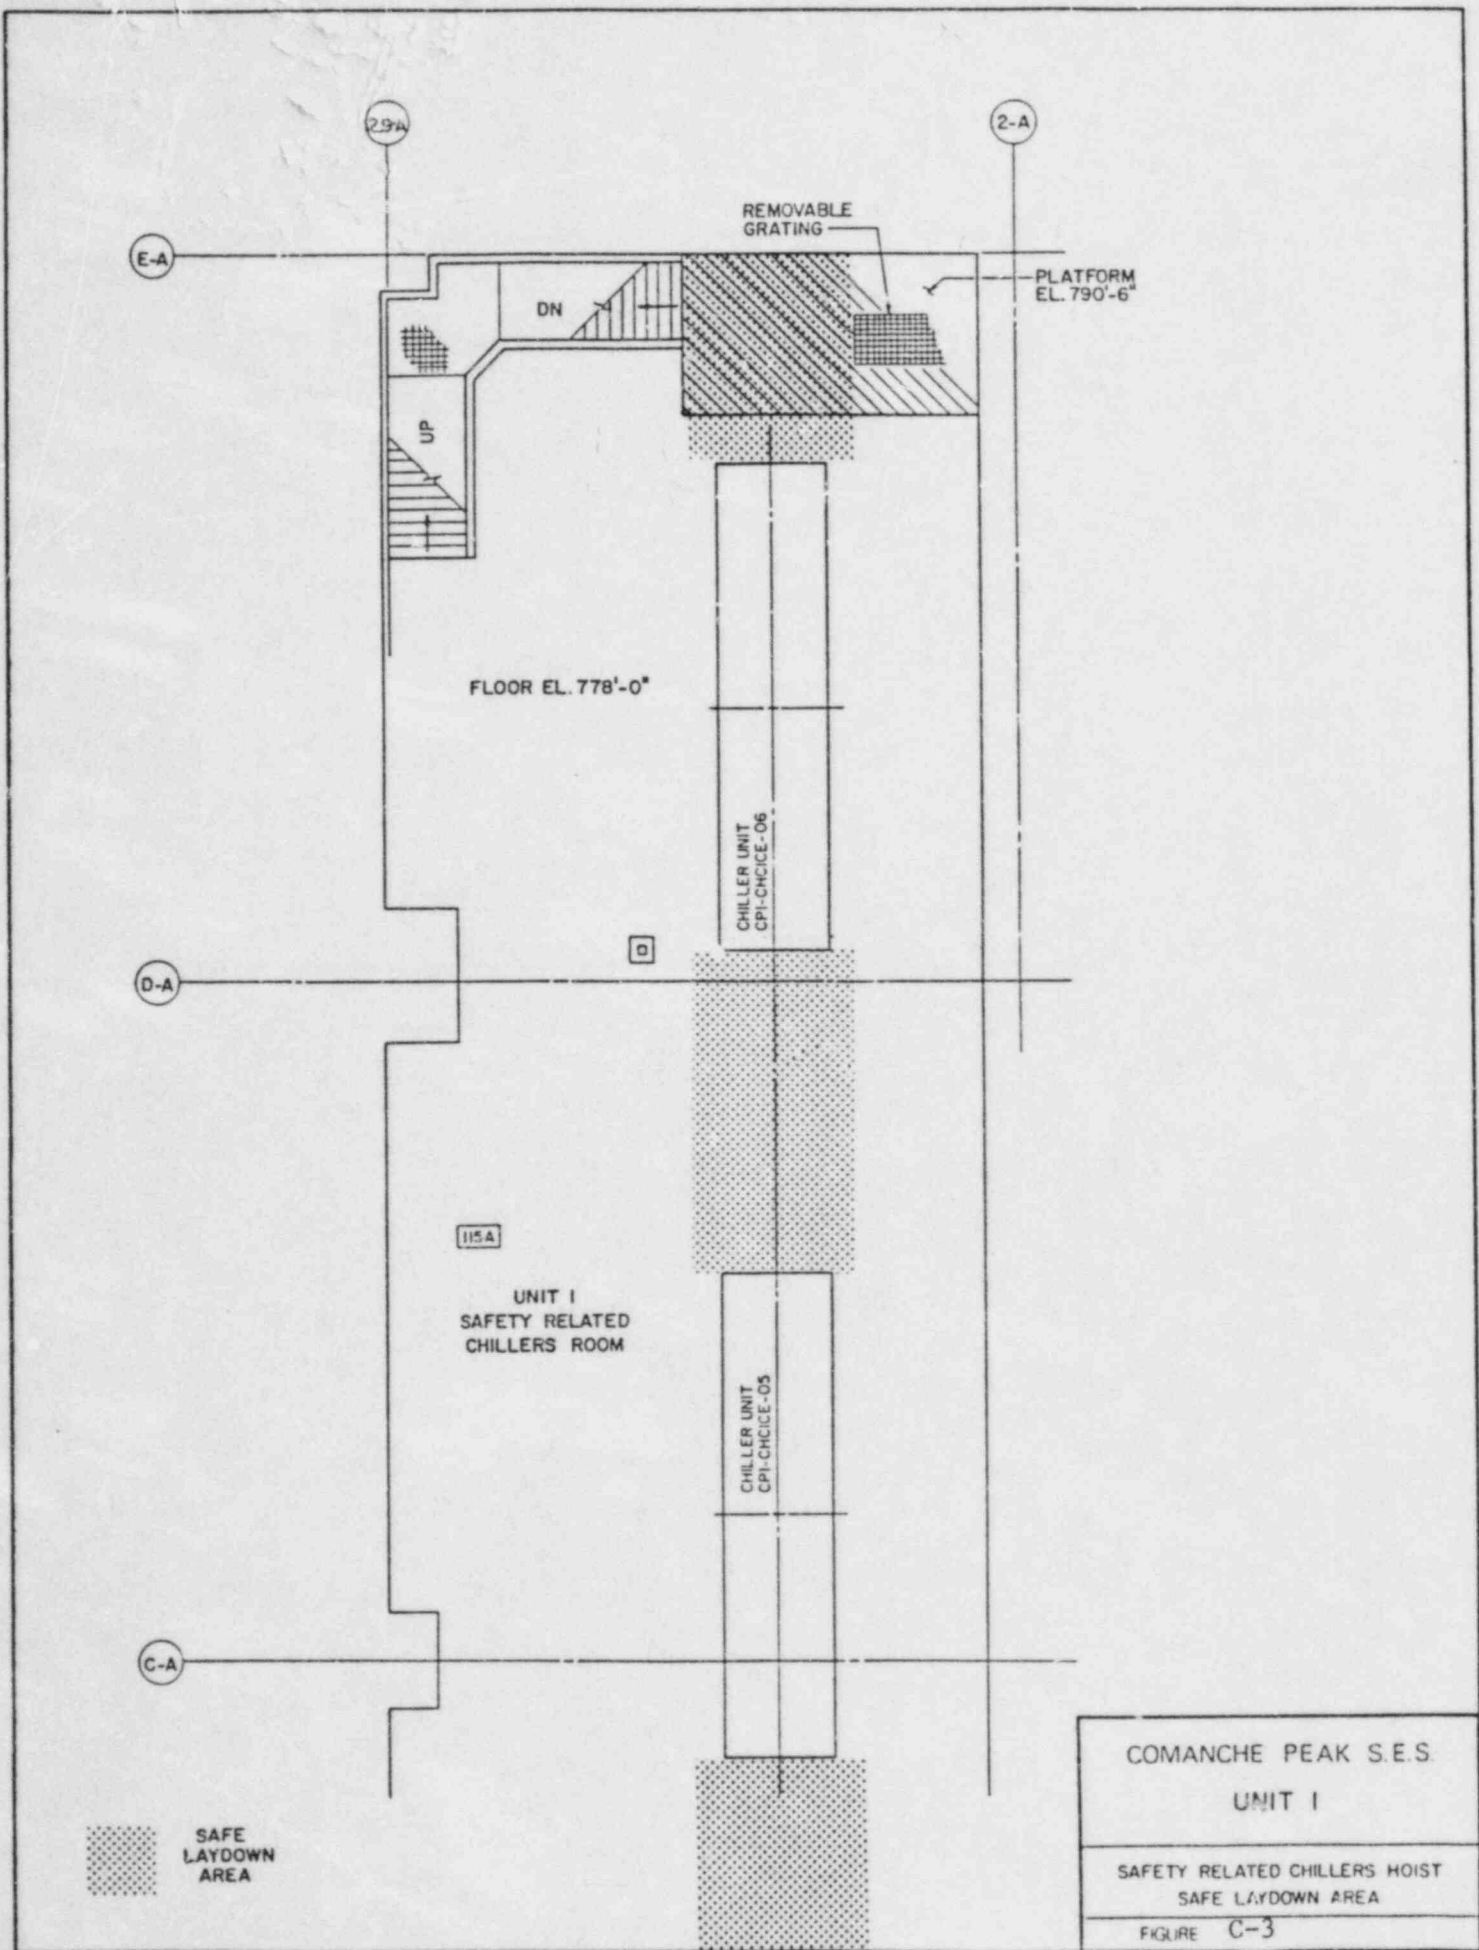 2-A
REMOVABLE
GRATING
E-A
PLATFORM
EL. 790'-6"
DN
UP
FLOOR EL. 778'-0"
CHILLER UNIT
CPI-CHCICE-06
D-A
115A
UNIT I
SAFETY RELATED
CHILLERS ROOM
CHILLER UNIT
CPI-CHCICE-05
C-A
SAFE
LAYDOWN
AREA
COMANCHE PEAK S.E.S.
UNIT I
SAFETY RELATED CHILLERS HOIST
SAFE LAYDOWN AREA
FIGURE C-3